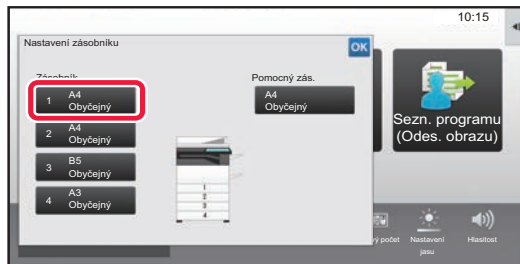 10:15
Nastavení zásobníku
OK
Zásobník
Pomocný zás.
1 A4
Obyčejný
A4
Obyčejný
2 A4
Obyčejný
3 B5
Obyčejný
4 A3
Obyčejný
1
2
3
4
Sezn. programu
(Odes. obrazu)
počet
Nastavení
jasu
Hlasitost